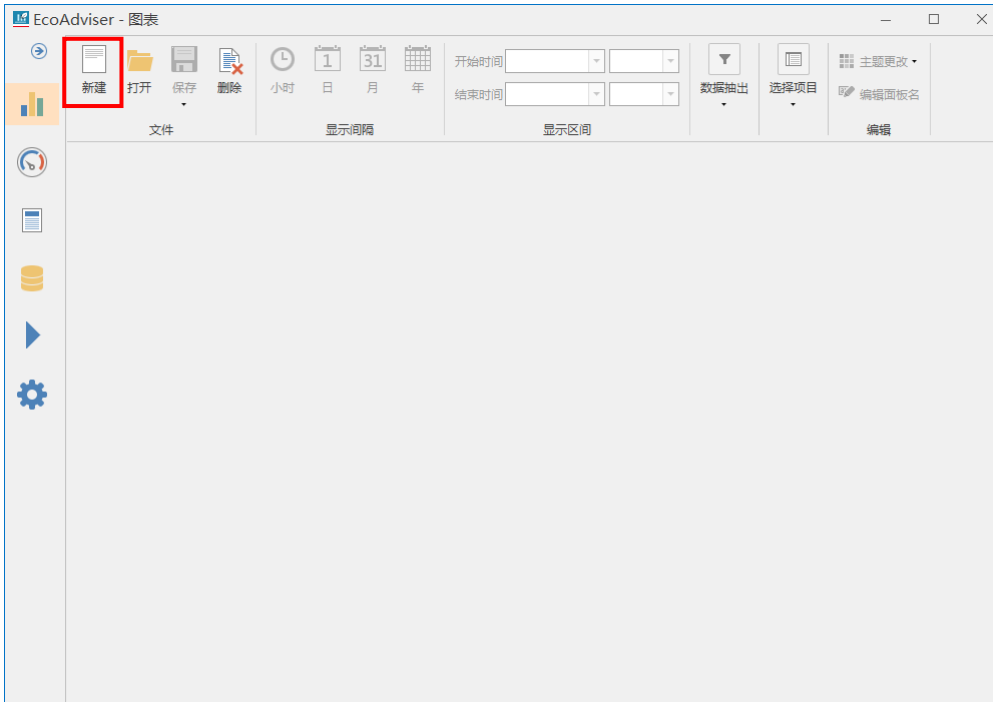 EcoAdviser - 图表
新建 打开 保存 删除 小时 1 日 31 月 年
开始时间
结束时间
数据抽出 选择项目
主题更改
编辑面板名
文件 显示间隔 显示区间 编辑